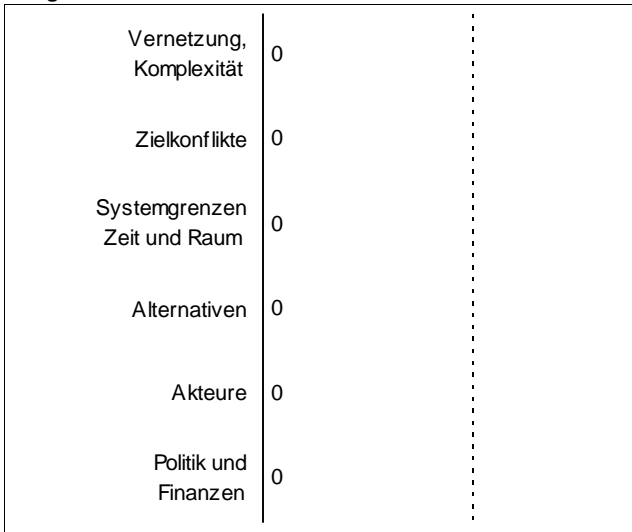 Vernetzung,
Komplexität
0
Zielkonflikte
0
Systemgrenzen
Zeit und Raum
0
Alternativen
0
Akteure
0
Politik und
Finanzen
0